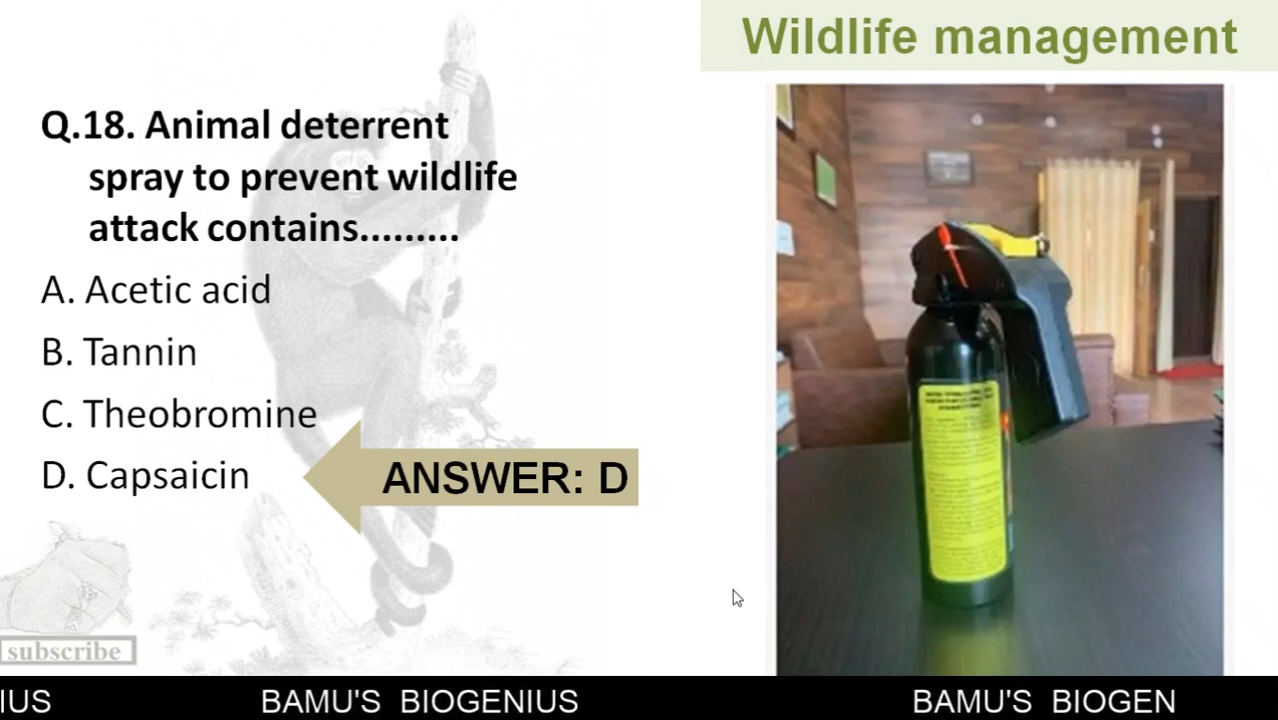 Wildlife management
Q.18. Animal deterrent
spray to prevent wildlife
attack contains.........
A. Acetic acid
B. Tannin
C. Theobromine
D. Capsaicin
ANSWER: D
subscribe
IUS BAMU'S BIOGENIUS BAMU'S BIOGEN